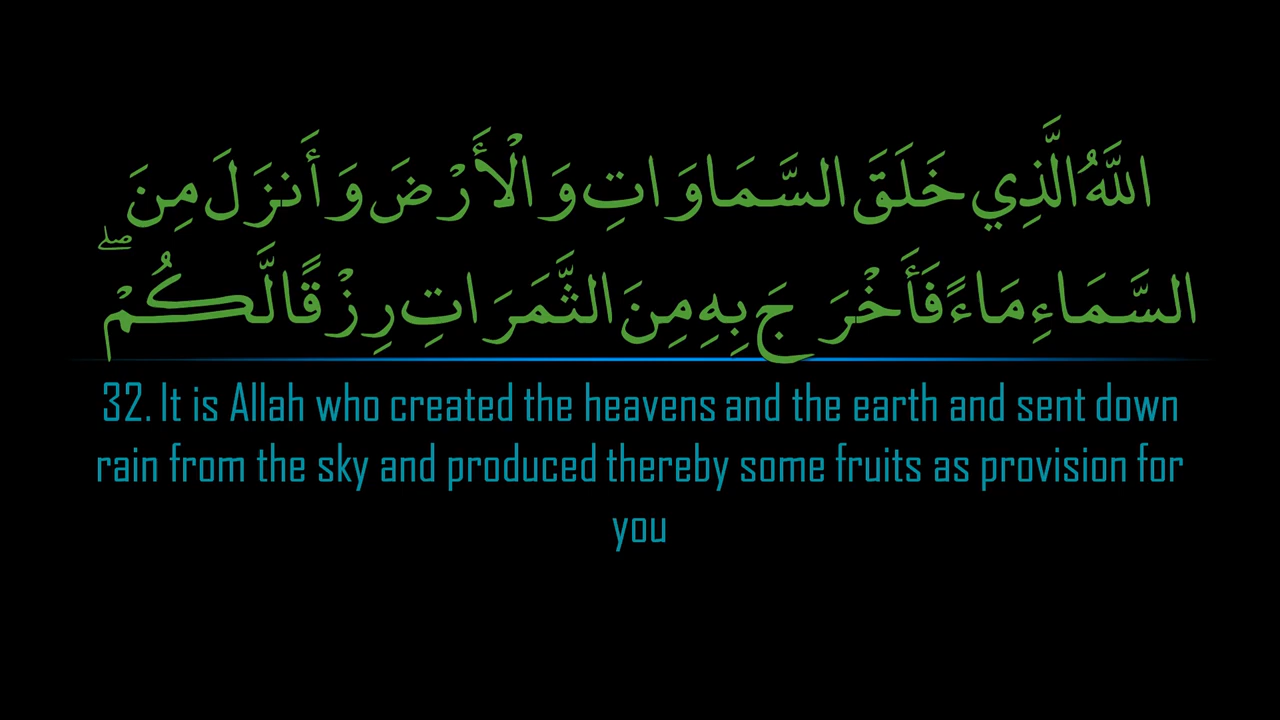 اللَّهُ الَّذِي خَلَقَ السَّمَاوَاتِ وَالْأَرْضَ وَأَنزَلَ مِنَ
السَّمَاءِ مَاءً فَأَخْرَجَ بِهِ مِنَ الثَّمَرَاتِ رِزْقًا لَّكُمْ ۖ
32. It is Allah who created the heavens and the earth and sent down
rain from the sky and produced thereby some fruits as provision for
you